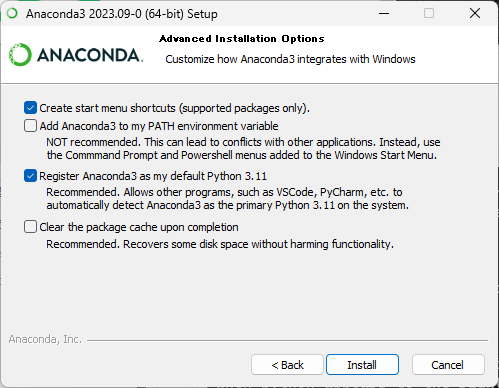 Anaconda3 2023.09-0 (64-bit) Setup
ANACONDA.
Advanced Installation Options
Customize how Anaconda3 integrates with Windows
Create start menu shortcuts (supported packages only).
Add Anaconda3 to my PATH environment variable
NOT recommended. This can lead to conflicts with other applications. Instead, use
the Commmand Prompt and Powershell menus added to the Windows Start Menu.
Register Anaconda3 as my default Python 3.11
Recommended. Allows other programs, such as VSCode, PyCharm, etc. to
automatically detect Anaconda3 as the primary Python 3.11 on the system.
Clear the package cache upon completion
Recommended. Recovers some disk space without harming functionality.
Anaconda, Inc.
< Back
Install
Cancel